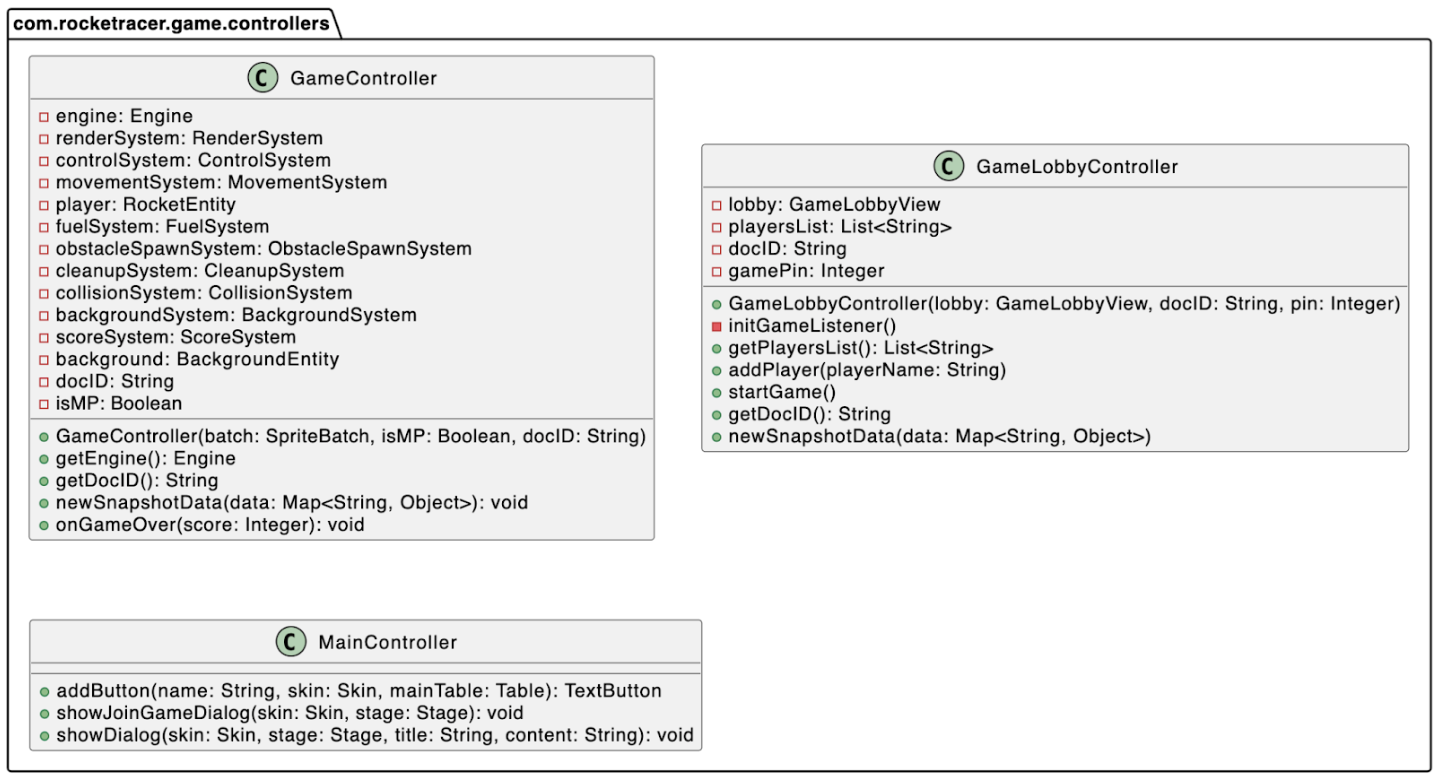 com.rocketracer.game.controllers
C GameController
engine: Engine
renderSystem: RenderSystem
controlSystem: ControlSystem
movementSystem: MovementSystem
player: RocketEntity
fuelSystem: FuelSystem
obstacleSpawnSystem: ObstacleSpawnSystem
cleanupSystem: CleanupSystem
collisionSystem: CollisionSystem
backgroundSystem: BackgroundSystem
scoreSystem: ScoreSystem
background: BackgroundEntity
docID: String
isMP: Boolean
GameController(batch: SpriteBatch, isMP: Boolean, docID: String)
getEngine(): Engine
getDocID(): String
newSnapshotData(data: Map<String, Object>): void
onGameOver(score: Integer): void
C GameLobbyController
lobby: GameLobbyView
playersList: List<String>
docID: String
gamePin: Integer
GameLobbyController(lobby: GameLobbyView, docID: String, pin: Integer)
initGameListener()
getPlayersList(): List<String>
addPlayer(playerName: String)
startGame()
getDocID(): String
newSnapshotData(data: Map<String, Object>)
C MainController
addButton(name: String, skin: Skin, mainTable: Table): TextButton
showJoinGameDialog(skin: Skin, stage: Stage): void
showDialog(skin: Skin, stage: Stage, title: String, content: String): void